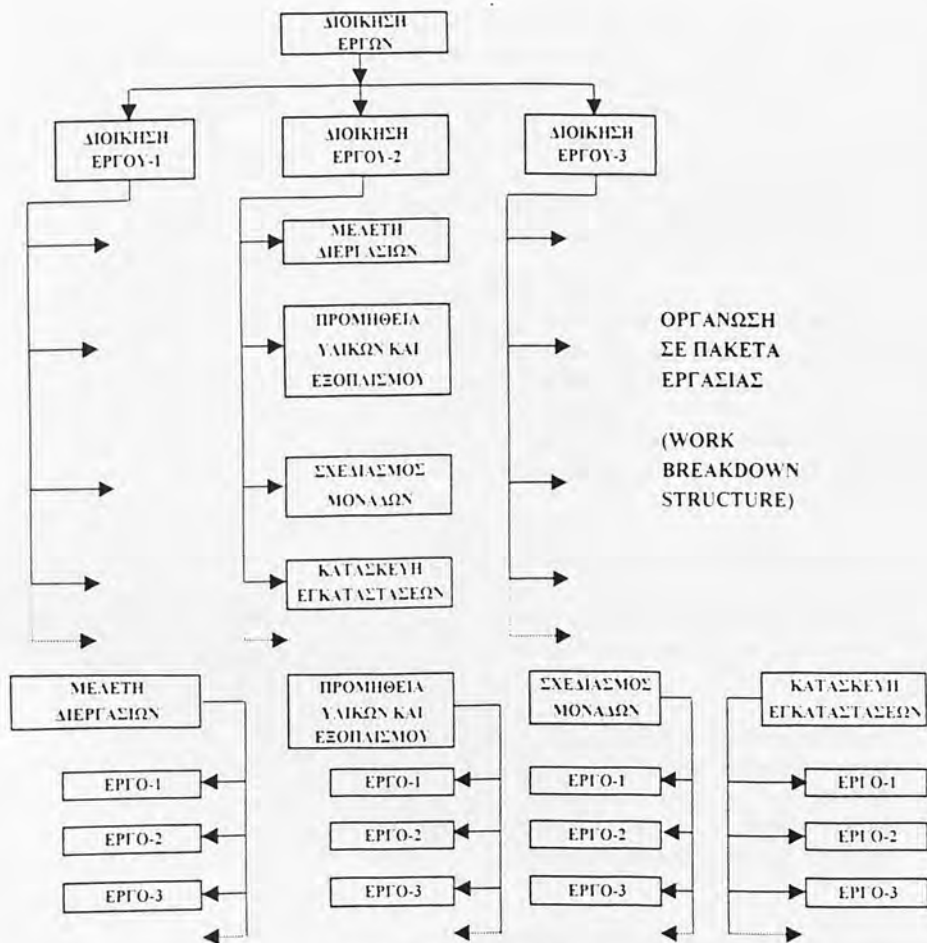 ΔΙΟΙΚΗΣΗ
ΕΡΓΩΝ
ΔΙΟΙΚΗΣΗ
ΕΡΓΟΥ-1
ΔΙΟΙΚΗΣΗ
ΕΡΓΟΥ-2
ΔΙΟΙΚΗΣΗ
ΕΡΓΟΥ-3
ΜΕΛΕΤΗ
ΔΙΕΡΓΑΣΙΩΝ
ΠΡΟΜΗΘΕΙΑ
ΥΛΙΚΩΝ ΚΑΙ
ΕΞΟΠΛΙΣΜΟΥ
ΣΧΕΔΙΑΣΜΟΣ
ΜΟΝΑΔΩΝ
ΚΑΤΑΣΚΕΥΗ
ΕΓΚΑΤΑΣΤΑΣΕΩΝ
ΟΡΓΑΝΩΣΗ
ΣΕ ΠΑΚΕΤΑ
ΕΡΓΑΣΙΑΣ
(WORK
BREAKDOWN
STRUCTURE)
ΜΕΛΕΤΗ
ΔΙΕΡΓΑΣΙΩΝ
ΕΡΓΟ-1
ΕΡΓΟ-2
ΕΡΓΟ-3
ΠΡΟΜΗΘΕΙΑ
ΥΛΙΚΩΝ ΚΑΙ
ΕΞΟΠΛΙΣΜΟΥ
ΕΡΓΟ-1
ΕΡΓΟ-2
ΕΡΓΟ-3
ΣΧΕΔΙΑΣΜΟΣ
ΜΟΝΑΔΩΝ
ΕΡΓΟ-1
ΕΡΓΟ-2
ΕΡΓΟ-3
ΚΑΤΑΣΚΕΥΗ
ΕΓΚΑΤΑΣΤΑΣΕΩΝ
ΕΡΓΟ-1
ΕΡΓΟ-2
ΕΡΓΟ-3